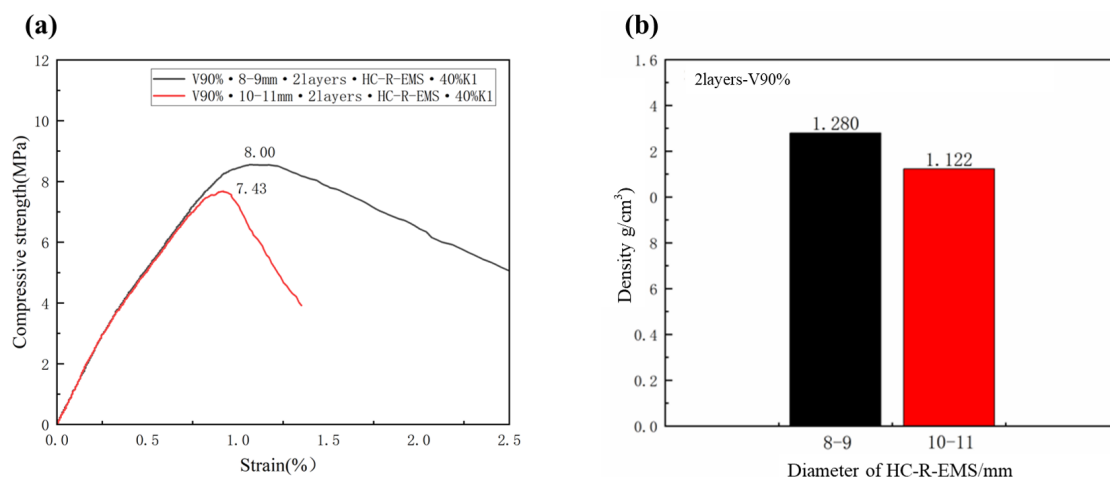 (a)
12
10
8
6
4
2
0
Compressive strength(MPa)
V90%·8-9mm·2layers·HC-R-EMS·40%K1
V90%·10-11mm·2layers·HC-R-EMS·40%K1
8.00
7.43
0.0 0.5 1.0 1.5 2.0 2.5
Strain(%)
(b)
1.6
4
2
0
8
6
4
0.2
0.0
Density g/cm³
2layers-V90%
1.280
1.122
8-9 10-11
Diameter of HC-R-EMS/mm